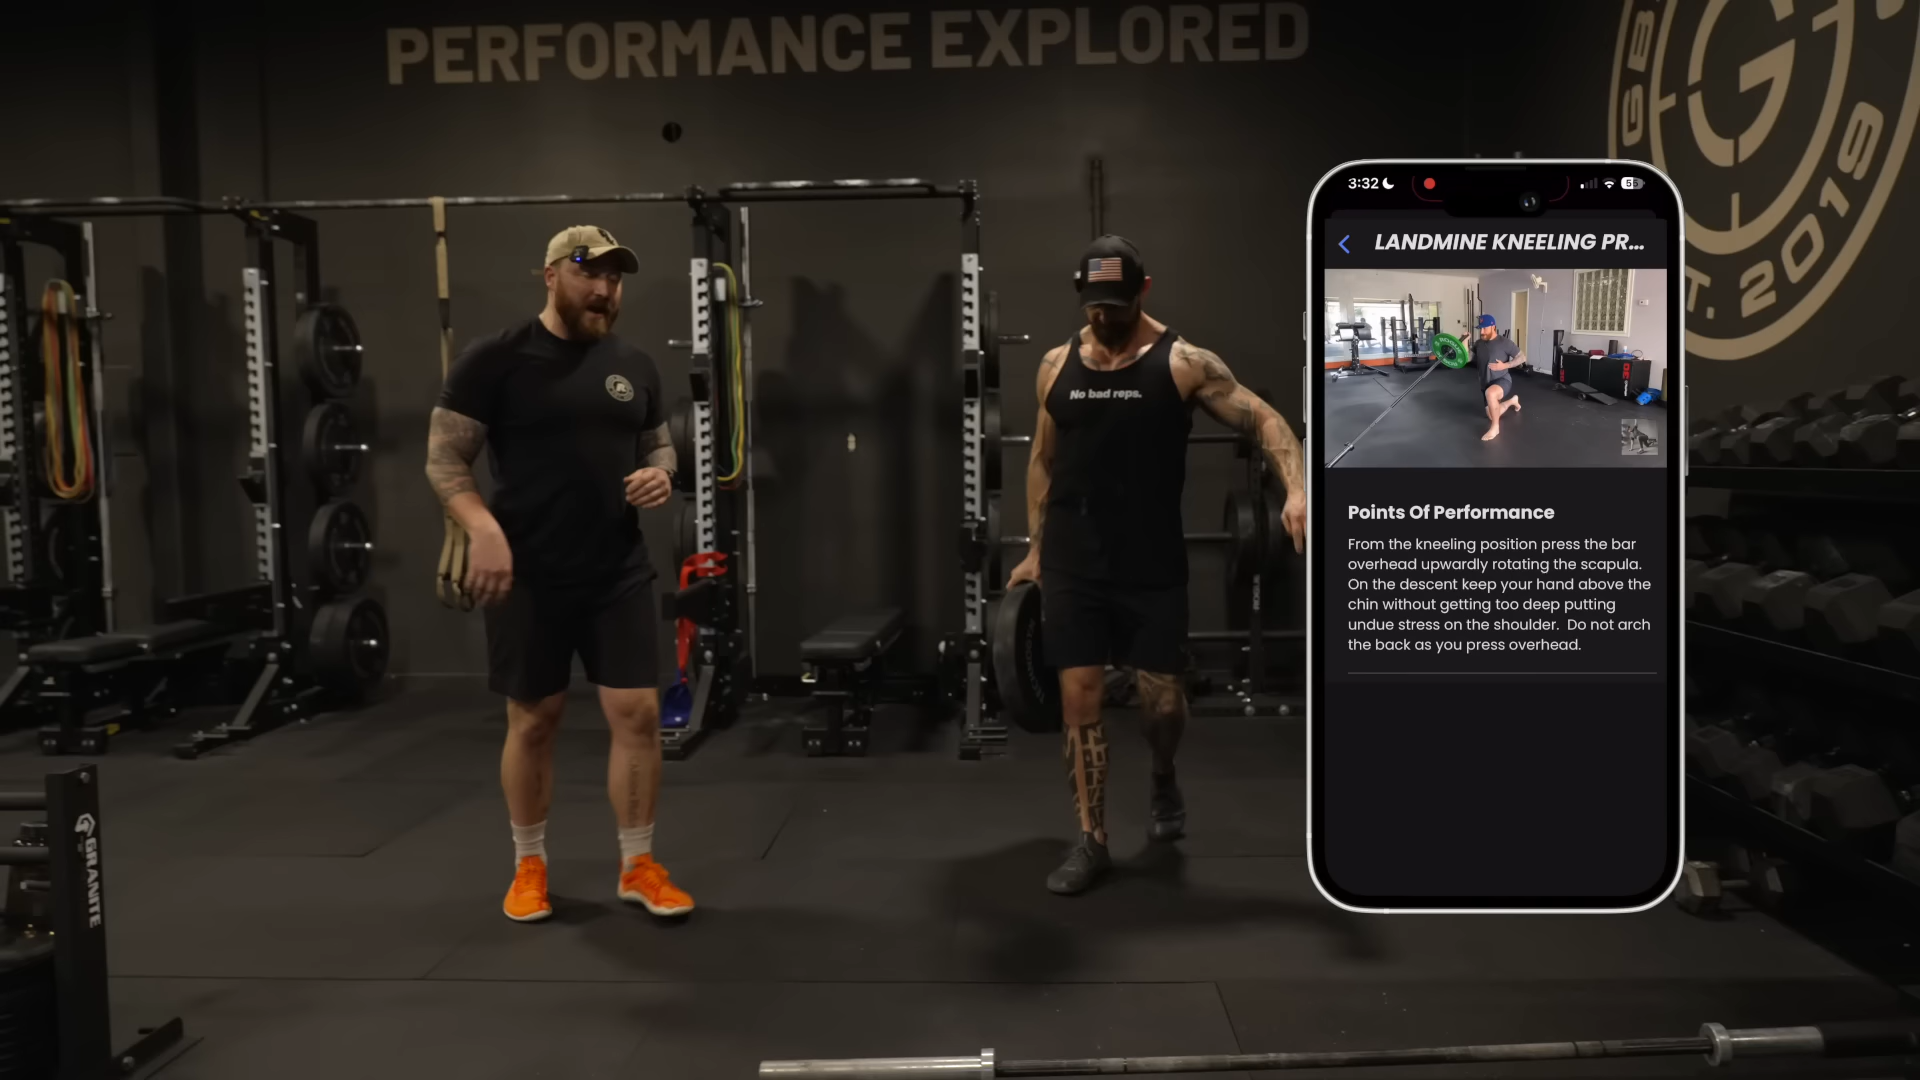 PERFORMANCE EXPLORED
G
2019
No bad reps.
GRANITE
3:32
55
LANDMINE KNEELING PR...
Points Of Performance
From the kneeling position press the bar
overhead upwardly rotating the scapula.
On the descent keep your hand above the
chin without getting too deep putting
undue stress on the shoulder. Do not arch
the back as you press overhead.